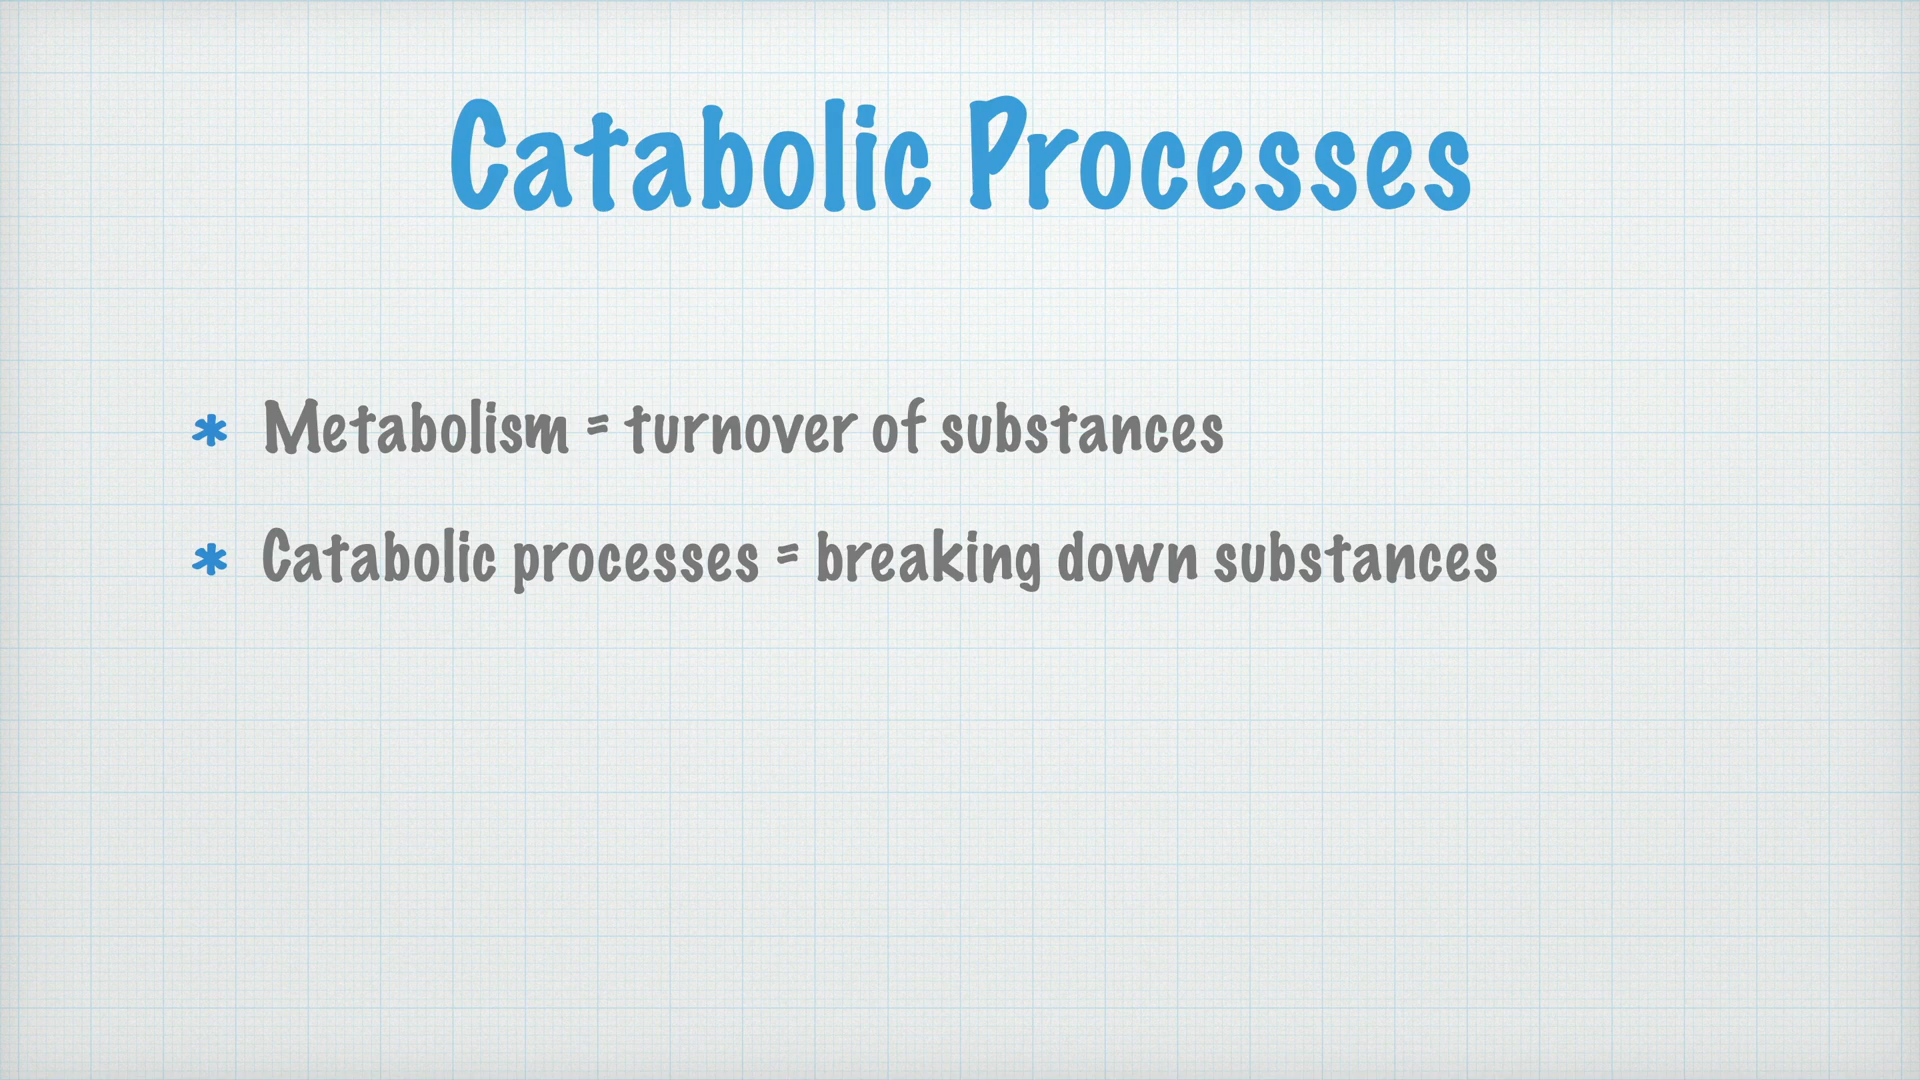 Catabolic Processes
* Metabolism = turnover of substances
* Catabolic processes = breaking down substances